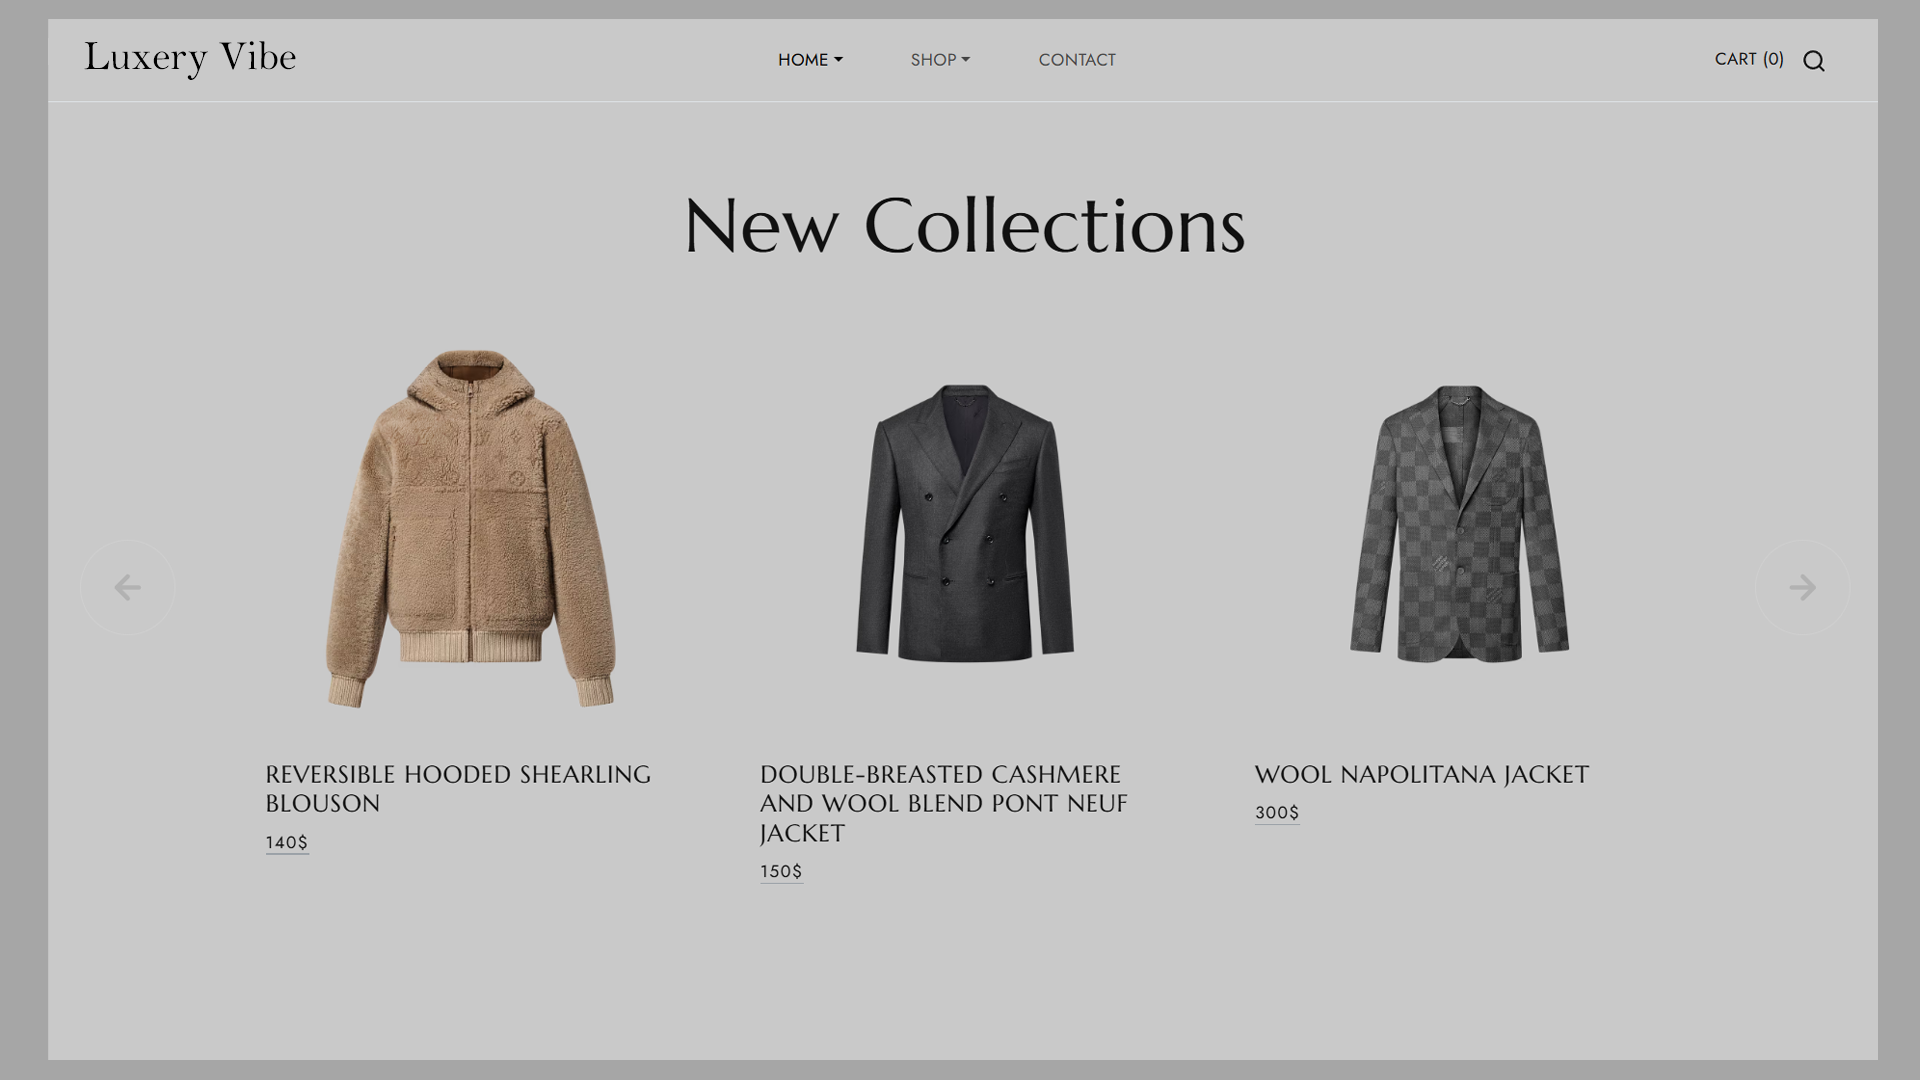 Luxery Vibe
HOME
SHOP
CONTACT
CART (0)
New Collections
REVERSIBLE HOODED SHEARLING
BLOUSON
140$
DOUBLE-BREASTED CASHMERE
AND WOOL BLEND PONT NEUF
JACKET
150$
WOOL NAPOLITANA JACKET
300$